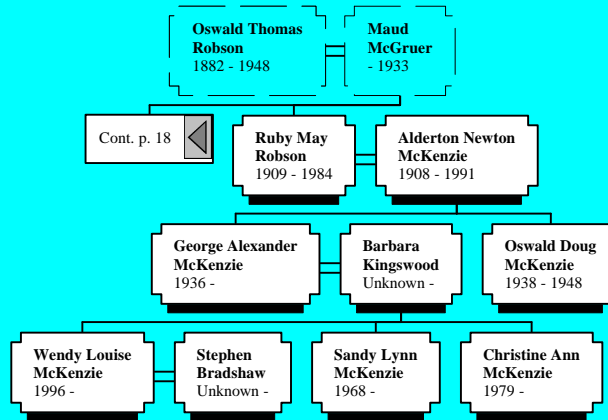 Oswald Thomas
Robson
1882 - 1948
Maud
McGruer
- 1933
Cont. p. 18
Ruby May
Robson
1909 - 1984
Alderton Newton
McKenzie
1908 - 1991
George Alexander
McKenzie
1936 -
Barbara
Kingswood
Unknown -
Oswald Doug
McKenzie
1938 - 1948
Wendy Louise
McKenzie
1996 -
Stephen
Bradshaw
Unknown -
Sandy Lynn
McKenzie
1968 -
Christine Ann
McKenzie
1979 -